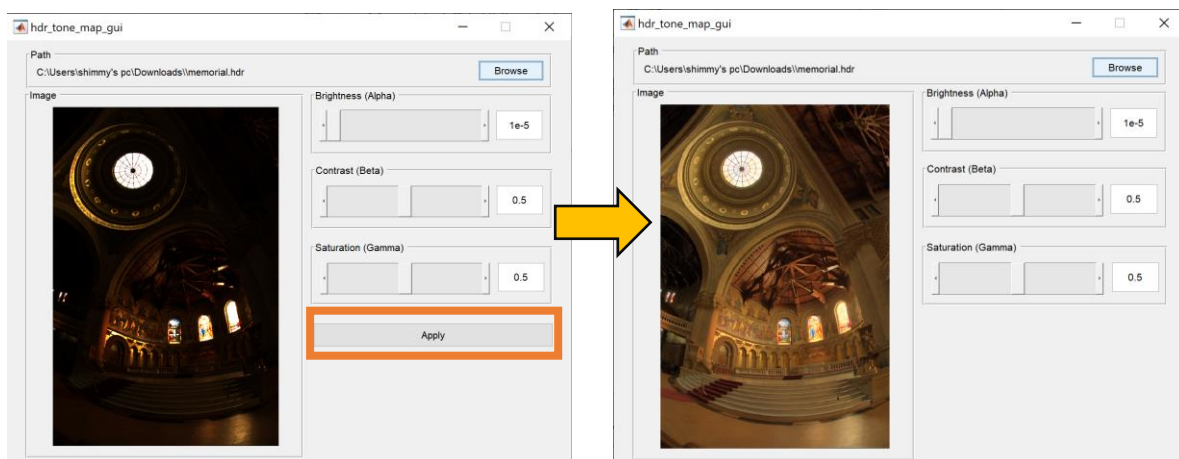 hdr_tone_map_gui
Path
C:\Users\shimmy's pc\Downloads\\memorial.hdr
Browse
Image
Brightness (Alpha)
1e-5
Contrast (Beta)
0.5
Saturation (Gamma)
0.5
Apply
hdr_tone_map_gui
Path
C:\Users\shimmy's pc\Downloads\\memorial.hdr
Browse
Image
Brightness (Alpha)
1e-5
Contrast (Beta)
0.5
Saturation (Gamma)
0.5